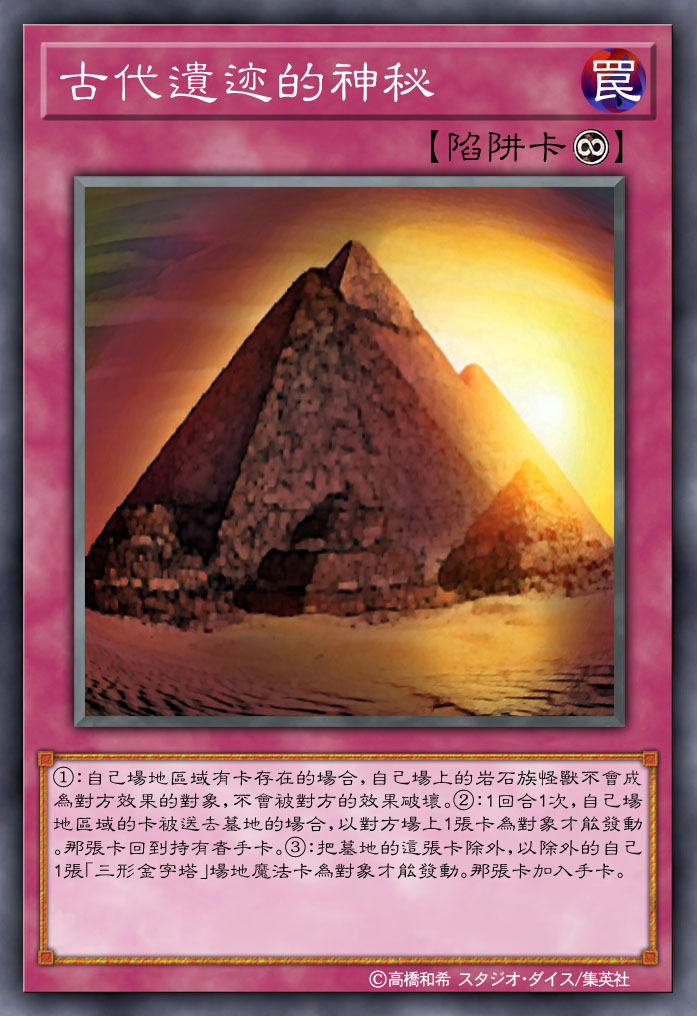 古代遺迹的神秘
罠
【陷阱卡♾】
①:自己場地區域有卡存在的場合,自己場上的岩石族怪獸不會成
為對方效果的對象,不會被對方的效果破壞。②:1回合1次,自己場
地區域的卡被送去墓地的場合,以對方場上1張卡為對象才能發動
。那張卡回到持有者手卡。③:把墓地的這張卡除外,以除外的自己
1張「三形金字塔」場地魔法卡為對象才能發動。那張卡加入手卡。
©高橋和希 スタジオ・ダイス/集英社